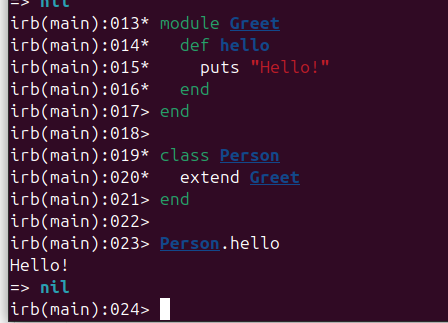 => nil
irb(main):013* module Greet
irb(main):014*   def hello
irb(main):015*     puts "Hello!"
irb(main):016*   end
irb(main):017> end
irb(main):018>
irb(main):019* class Person
irb(main):020*   extend Greet
irb(main):021> end
irb(main):022>
irb(main):023> Person.hello
Hello!
=> nil
irb(main):024>